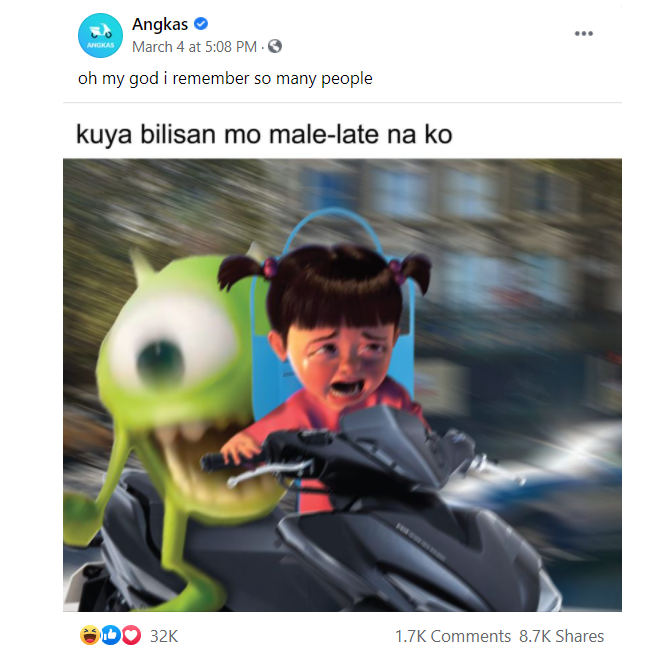 Angkas
ANGKAS
March 4 at 5:08 PM ·
oh my god i remember so many people
kuya bilisan mo male-late na ko
32K
1.7K Comments 8.7K Shares